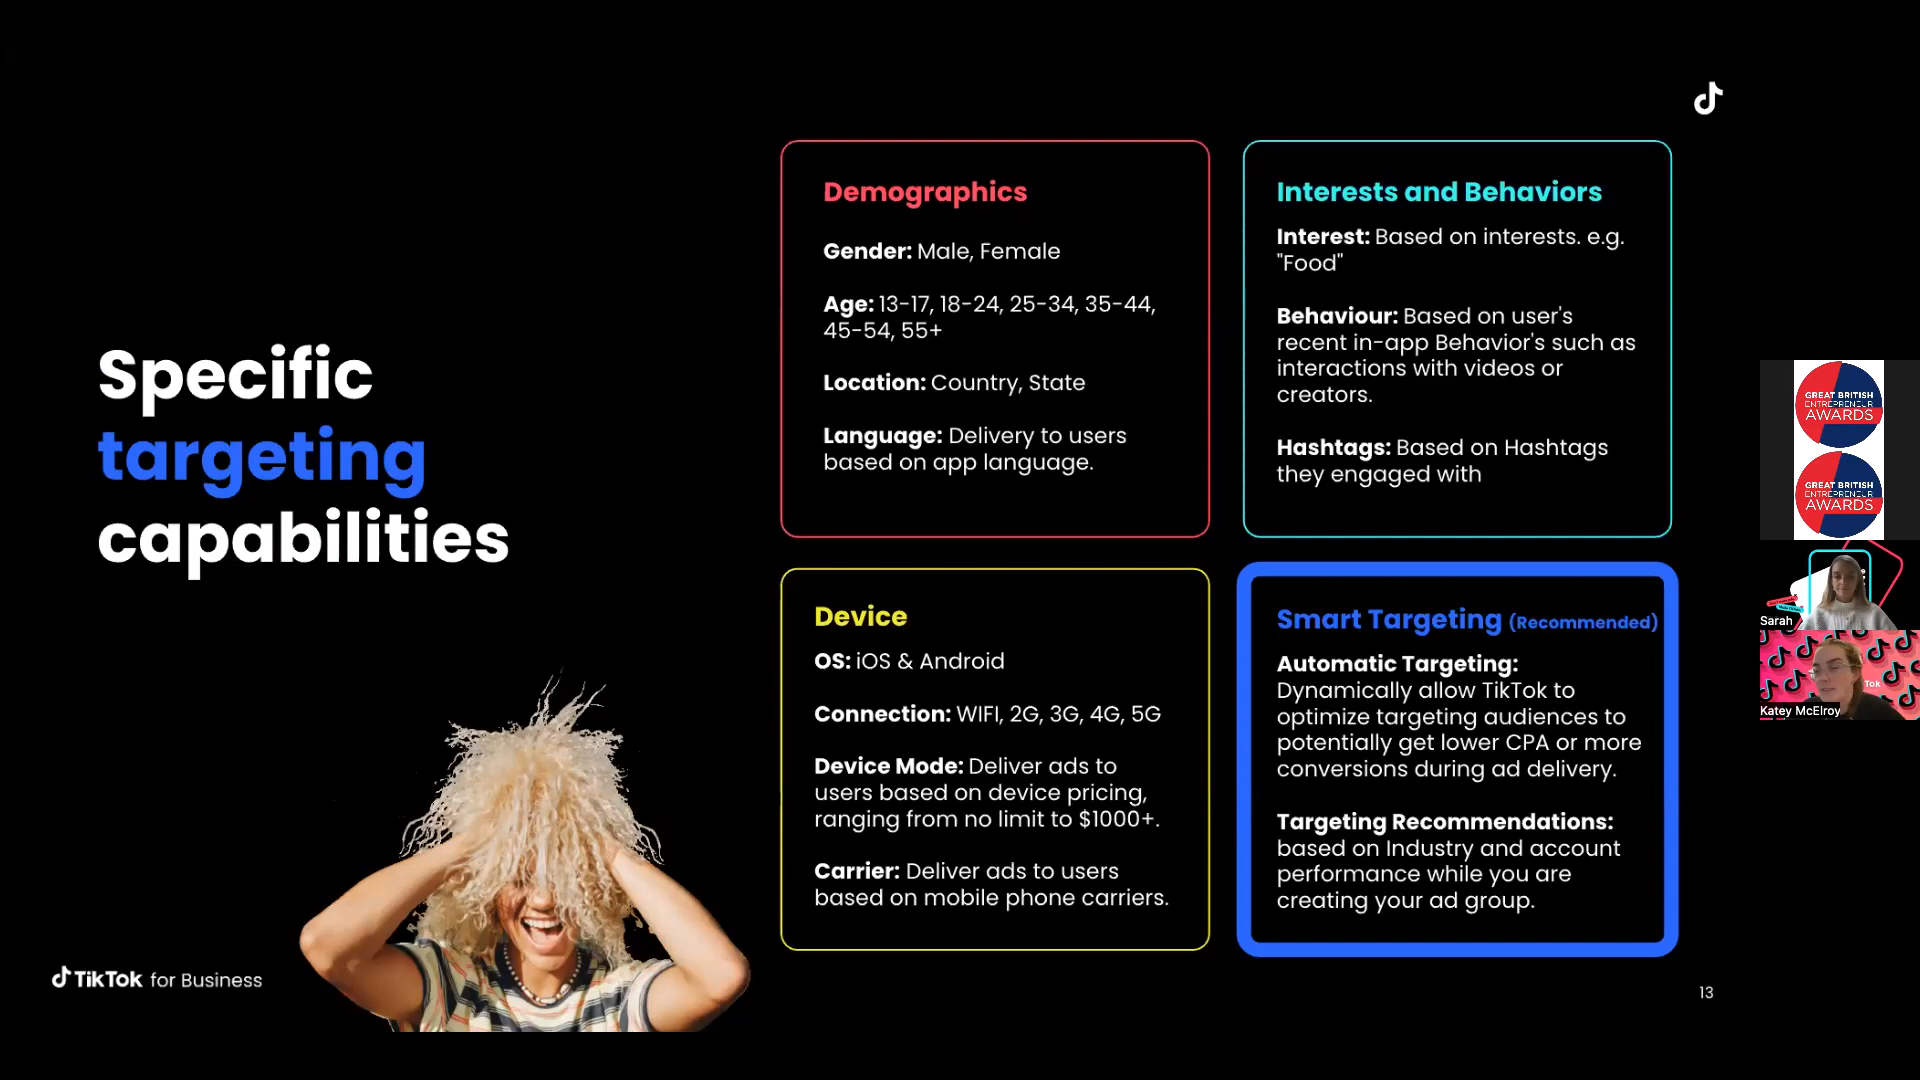 Specific
targeting
capabilities
Demographics
Gender: Male, Female
Age: 13-17, 18-24, 25-34, 35-44,
45-54, 55+
Location: Country, State
Language: Delivery to users
based on app language.
Interests and Behaviors
Interest: Based on interests. e.g.
"Food"
Behaviour: Based on user's
recent in-app Behavior's such as
interactions with videos or
creators.
Hashtags: Based on Hashtags
they engaged with
Device
OS: iOS & Android
Connection: WIFI, 2G, 3G, 4G, 5G
Device Mode: Deliver ads to
users based on device pricing,
ranging from no limit to $1000+.
Carrier: Deliver ads to users
based on mobile phone carriers.
Smart Targeting (Recommended)
Automatic Targeting:
Dynamically allow TikTok to
optimize targeting audiences to
potentially get lower CPA or more
conversions during ad delivery.
Targeting Recommendations:
based on Industry and account
performance while you are
creating your ad group.
TikTok for Business
13
GREAT BRITISH
ENTREPRENEUR
AWARDS
GREAT BRITISH
ENTREPRENEUR
AWARDS
Sarah
Tok
Katey McElroy